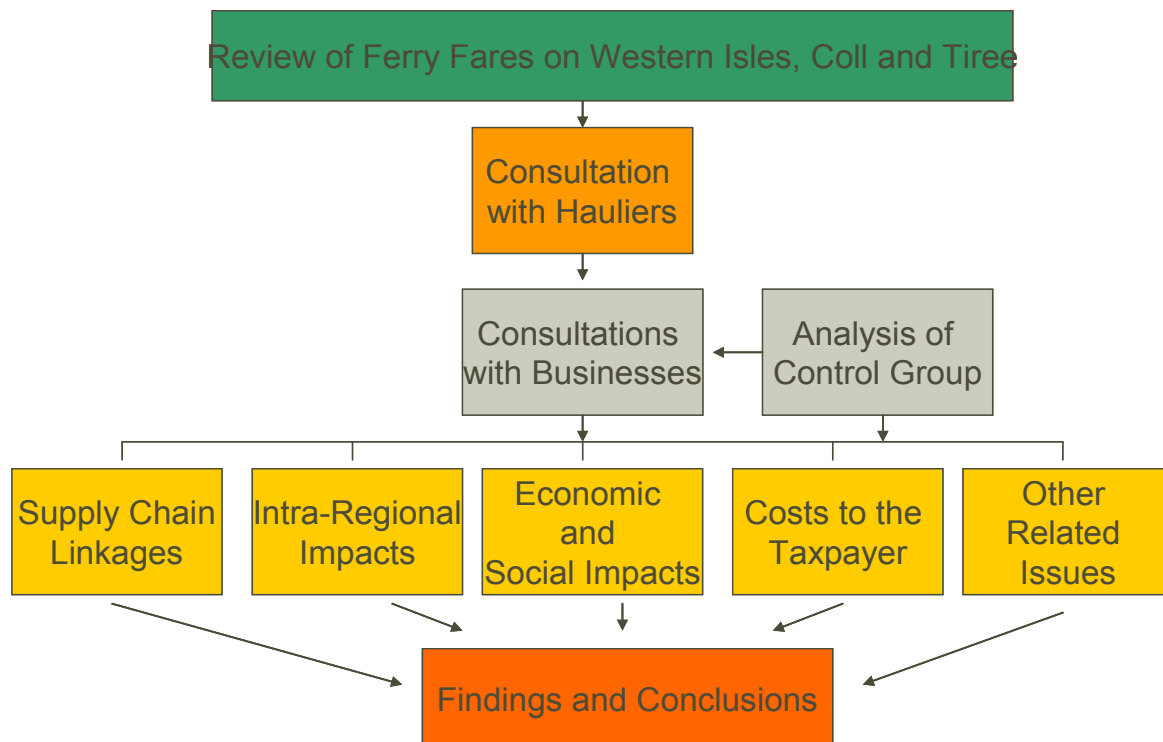 Review of Ferry Fares on Western Isles, Coll and Tiree
Consultation
with Hauliers
Consultations
with Businesses
Analysis of
Control Group
Supply Chain
Linkages
Intra-Regional
Impacts
Economic
and
Social Impacts
Costs to the
Taxpayer
Other
Related
Issues
Findings and Conclusions